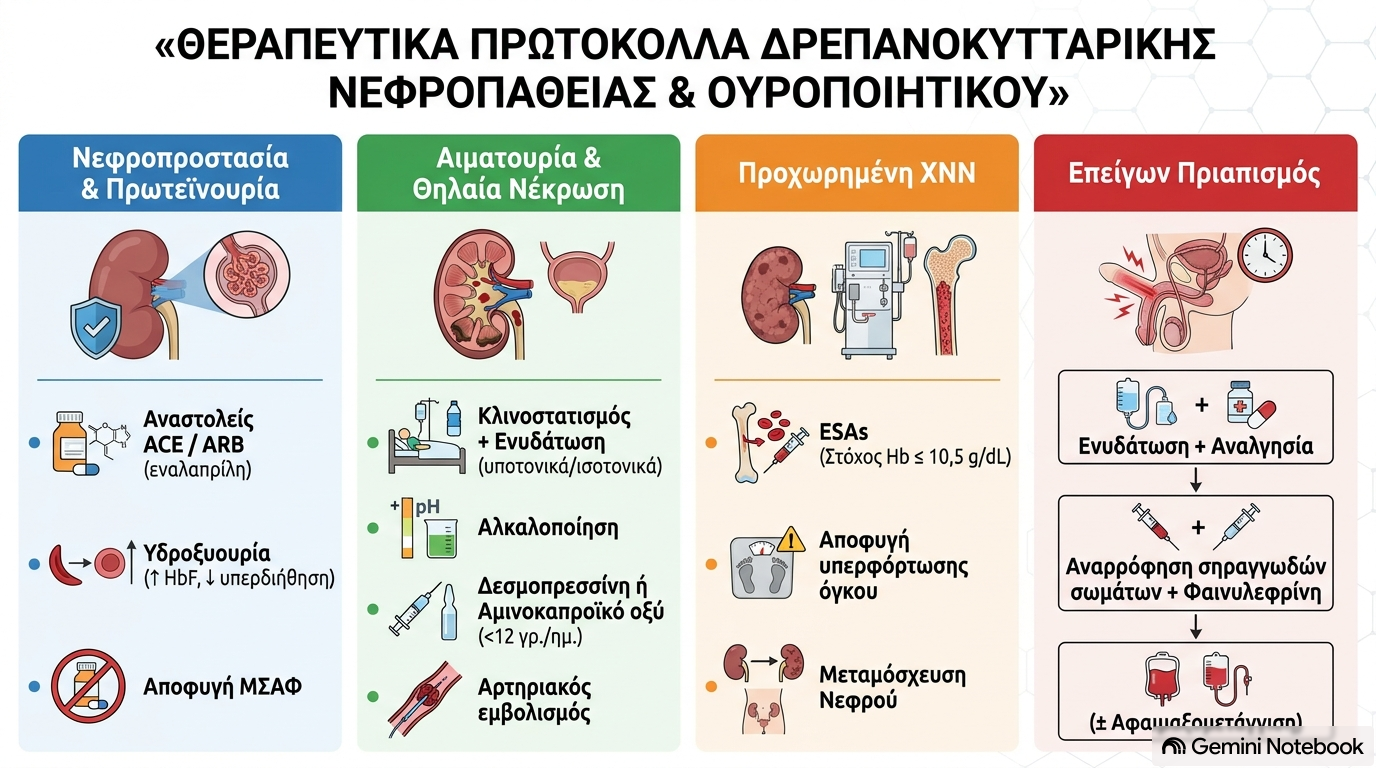 «ΘΕΡΑΠΕΥΤΙΚΑ ΠΡΩΤΟΚΟΛΛΑ ΔΡΕΠΑΝΟΚΥΤΤΑΡΙΚΗΣ
ΝΕΦΡΟΠΑΘΕΙΑΣ & ΟΥΡΟΠΟΙΗΤΙΚΟΥ»
Νεφροπροστασία
& Πρωτεϊνουρία
Αναστολείς
ACE / ARB
(εναλαπρίλη)
Υδροξυουρία
(↑ HbF, ↓ υπερδιήθηση)
Αποφυγή ΜΣΑΦ
Αιματουρία &
Θηλαία Νέκρωση
Κλινοστατισμός
+ Ενυδάτωση
(υποτονικά/ισοτονικά)
+ pH
Αλκαλοποίηση
Δεσμοπρεσσίνη ή
Αμινοκαπροϊκό οξύ
(<12 γρ./ημ.)
Αρτηριακός
εμβολισμός
Προχωρημένη ΧΝΝ
ESAs
(Στόχος Hb ≤ 10,5 g/dL)
Αποφυγή
υπερφόρτωσης
όγκου
Μεταμόσχευση
Νεφρού
Επείγων Πριαπισμός
+
Ενυδάτωση + Αναλγησία
+
Αναρρόφηση σηραγγωδών
σωμάτων + Φαινυλεφρίνη
(± Αφαιμαξομετάγγιση)
Gemini Notebook